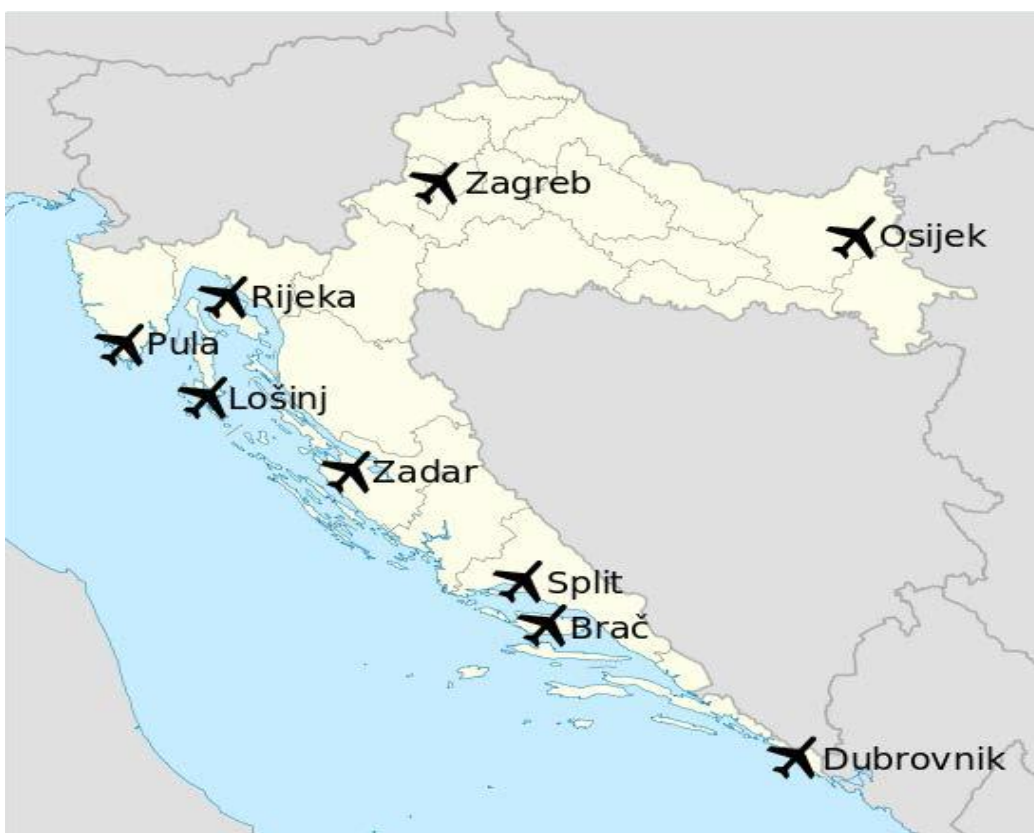 Zagreb
Osijek
Rijeka
Pula
Lošinj
Zadar
Split
Brač
Dubrovnik